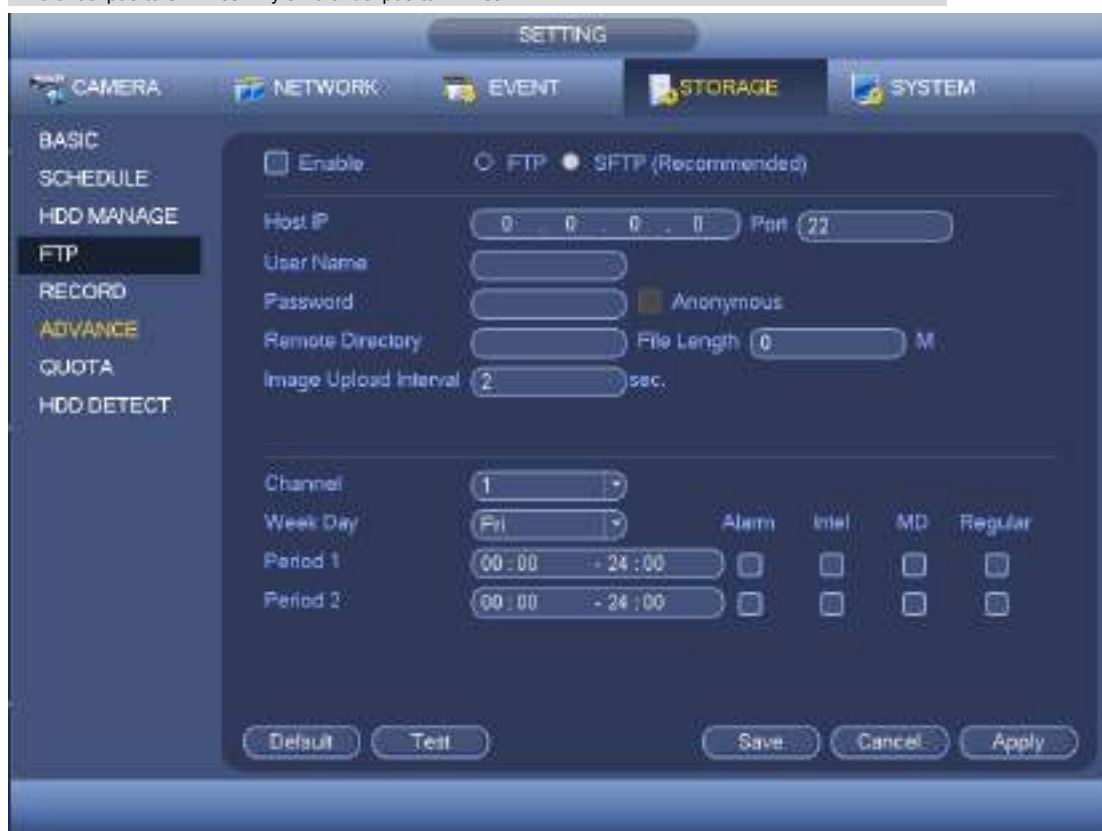 SETTING
CAMERA NETWORK EVENT STORAGE SYSTEM
BASIC
SCHEDULE
HDD MANAGE
FTP
RECORD
ADVANCE
QUOTA
HDD DETECT
Enable FTP SFTP (Recommended)
Host IP 0 . 0 . 0 . 0 Port 22
User Name
Password Anonymous
Remote Directory File Length 0 M
Image Upload Interval 2 sec.
Channel 1
Week Day Fri Alarm Intel MD Regular
Period 1 00 : 00 - 24 : 00
Period 2 00 : 00 - 24 : 00
Default Test Save Cancel Apply